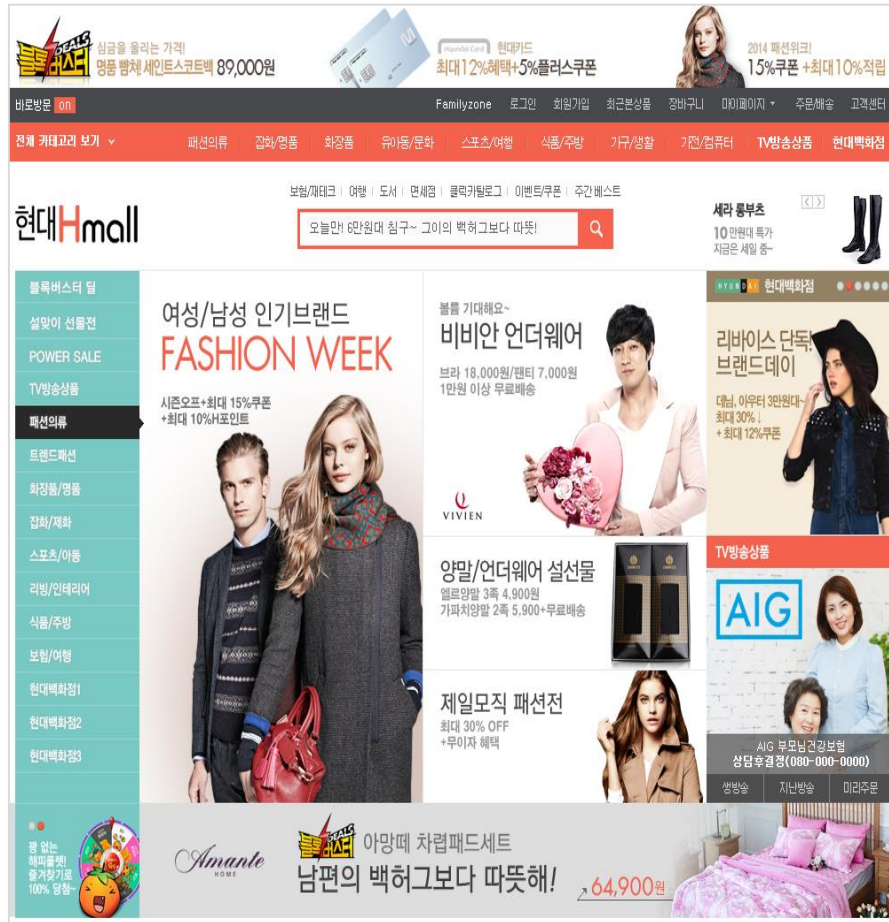 블록버스터 DEALS
심금을 울리는 가격!
명품 뺨쳐! 세인트스코트백 89,000원
Hyundai Card 현대카드
최대12%혜택+5%플러스쿠폰
2014 패션위크!
15%쿠폰 +최대10%적립
바로방문 on
Familyzone 로그인 회원가입 최근본상품 장바구니 마이페이지 주문/배송 고객센터
전체 카테고리 보기
패션의류 잡화/명품 화장품 유아동/문화 스포츠/여행 식품/주방 가구/생활 가전/컴퓨터 TV방송상품 현대백화점
보험/재테크 여행 도서 면세점 클릭카탈로그 이벤트/쿠폰 주간베스트
현대Hmall
오늘만! 6만원대 침구~ 그이의 백허그보다 따뜻!
세라 롱부츠
10만원대 특가
지금은 세일 중~
블록버스터 딜
설맞이 선물전
POWER SALE
TV방송상품
패션의류
트렌드패션
화장품/명품
잡화/제화
스포츠/아동
리빙/인테리어
식품/주방
보험/여행
현대백화점1
현대백화점2
현대백화점3
여성/남성 인기브랜드
FASHION WEEK
시즌오프+최대 15%쿠폰
+최대 10%H포인트
볼륨 기대해요~
비비안 언더웨어
브라 18,000원/팬티 7,000원
1만원 이상 무료배송
VIVIEN
양말/언더웨어 설선물
엘르양말 3족 4,900원
가파치양말 2족 5,900+무료배송
제일모직 패션전
최대 30% OFF
+무이자 혜택
HYUNDAI 현대백화점
리바이스 단독!
브랜드데이
데님, 아우터 3만원대~
최대 30%↓
+ 최대 12%쿠폰
TV방송상품
AIG
AIG 부모님건강보험
상담후결정(080-000-0000)
생방송 지난방송 미리주문
꽝 없는
해피룰렛!
즐겨찾기로
100% 당첨~
Amante
HOME
블록버스터 DEALS
아망떼 차렵패드세트
남편의 백허그보다 따뜻해!
64,900원